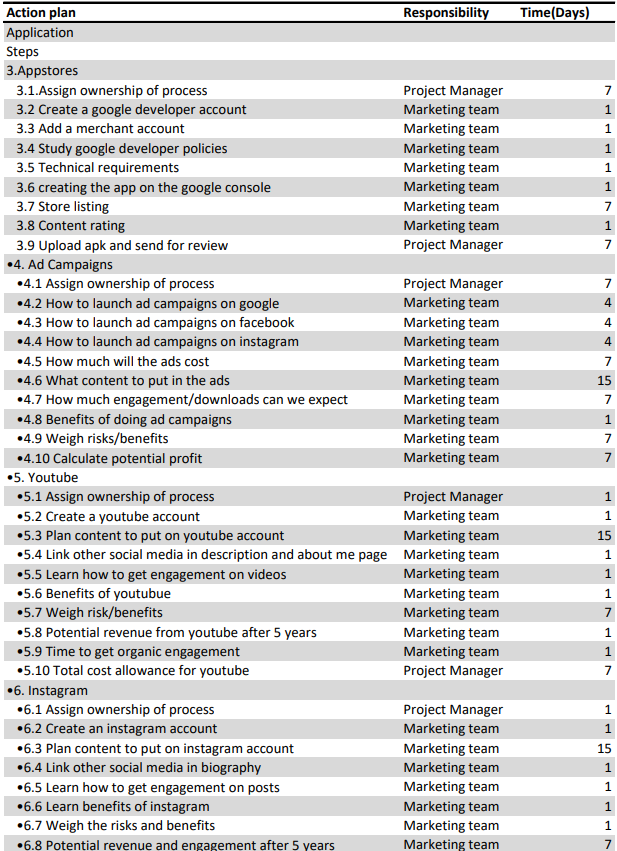 Action plan Responsibility Time(Days)
Application
Steps
3.Appstores
3.1.Assign ownership of process Project Manager 7
3.2 Create a google developer account Marketing team 1
3.3 Add a merchant account Marketing team 1
3.4 Study google developer policies Marketing team 1
3.5 Technical requirements Marketing team 1
3.6 creating the app on the google console Marketing team 1
3.7 Store listing Marketing team 7
3.8 Content rating Marketing team 1
3.9 Upload apk and send for review Project Manager 7
•4. Ad Campaigns
•4.1 Assign ownership of process Project Manager 7
•4.2 How to launch ad campaigns on google Marketing team 4
•4.3 How to launch ad campaigns on facebook Marketing team 4
•4.4 How to launch ad campaigns on instagram Marketing team 4
•4.5 How much will the ads cost Marketing team 7
•4.6 What content to put in the ads Marketing team 15
•4.7 How much engagement/downloads can we expect Marketing team 7
•4.8 Benefits of doing ad campaigns Marketing team 1
•4.9 Weigh risks/benefits Marketing team 7
•4.10 Calculate potential profit Marketing team 7
•5. Youtube
•5.1 Assign ownership of process Project Manager 1
•5.2 Create a youtube account Marketing team 1
•5.3 Plan content to put on youtube account Marketing team 15
•5.4 Link other social media in description and about me page Marketing team 1
•5.5 Learn how to get engagement on videos Marketing team 1
•5.6 Benefits of youtubue Marketing team 1
•5.7 Weigh risk/benefits Marketing team 7
•5.8 Potential revenue from youtube after 5 years Marketing team 1
•5.9 Time to get organic engagement Marketing team 1
•5.10 Total cost allowance for youtube Project Manager 7
•6. Instagram
•6.1 Assign ownership of process Project Manager 1
•6.2 Create an instagram account Marketing team 1
•6.3 Plan content to put on instagram account Marketing team 15
•6.4 Link other social media in biography Marketing team 1
•6.5 Learn how to get engagement on posts Marketing team 1
•6.6 Learn benefits of instagram Marketing team 1
•6.7 Weigh the risks and benefits Marketing team 1
•6.8 Potential revenue and engagement after 5 years Marketing team 7